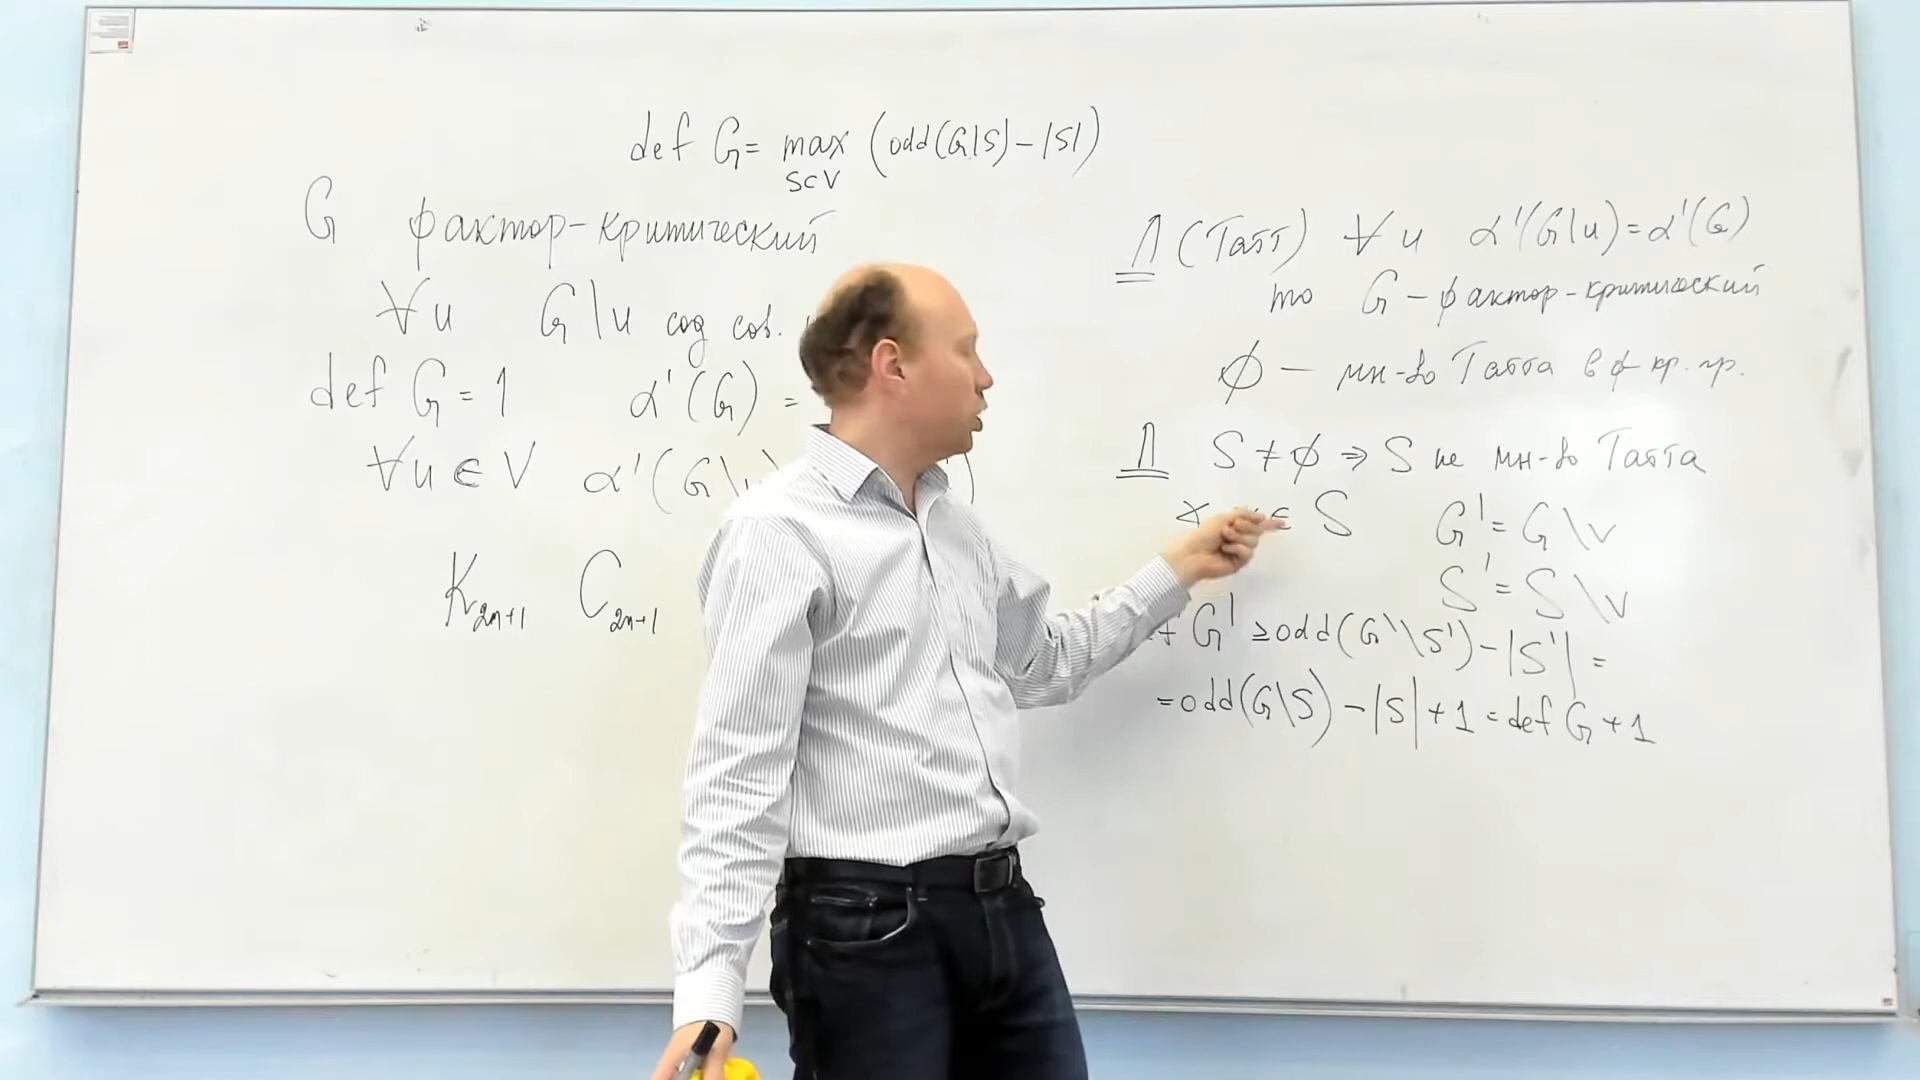 def G = max (odd(G\S) - |S|)
S⊂V
G фактор-критический
∀u G\u сод сов.
def G = 1 α'(G) =
∀u ∈ V α'(G\
K₂ₙ₊₁ C₂ₙ₊₁
Л (Татт) ∀u α'(G\u) = α'(G)
то G - фактор-критический
∅ - мн-во Татта в ф-кр. гр.
Л S ≠ ∅ ⇒ S не мн-во Татта
∈ S G' = G\v
S' = S\v
G' ≥ odd(G'\S') - |S'| =
= odd(G\S) - |S| + 1 = def G + 1